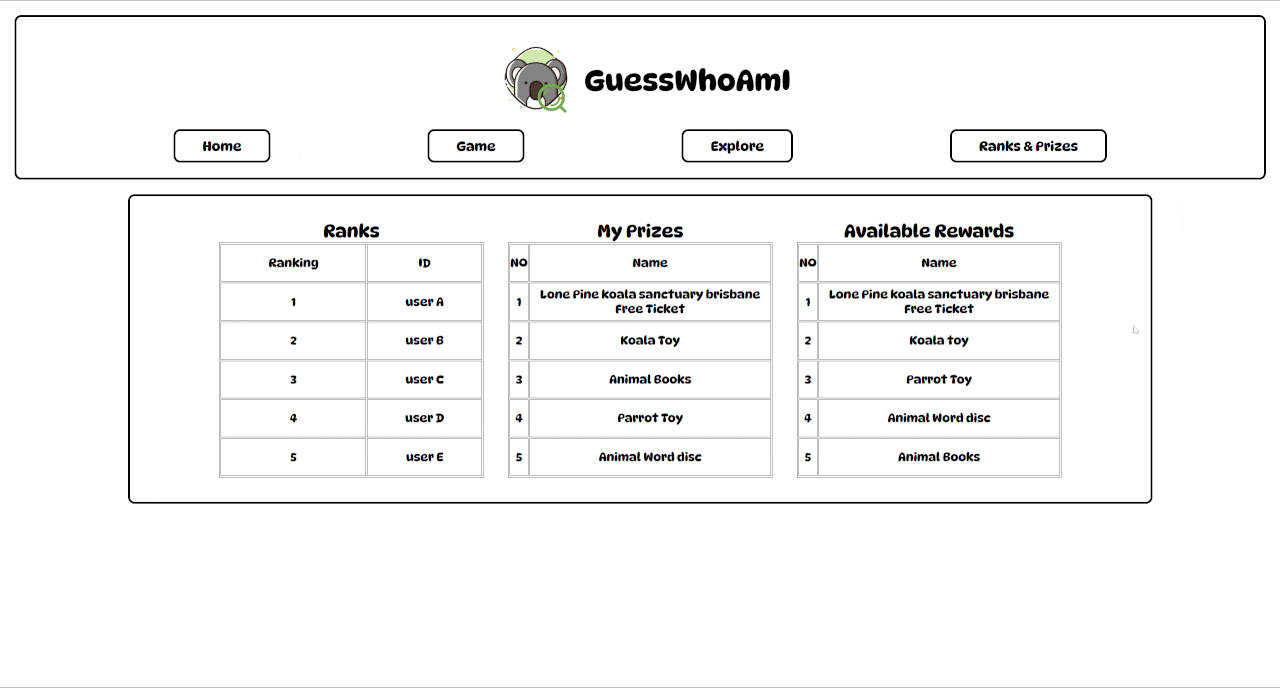 GuessWhoAmI
Home
Game
Explore
Ranks & Prizes
Ranks
Ranking ID
1 user A
2 user B
3 user C
4 user D
5 user E
My Prizes
NO Name
1 Lone Pine koala sanctuary brisbane
Free Ticket
2 Koala Toy
3 Animal Books
4 Parrot Toy
5 Animal Word disc
Available Rewards
NO Name
1 Lone Pine koala sanctuary brisbane
Free Ticket
2 Koala toy
3 Parrot Toy
4 Animal Word disc
5 Animal Books